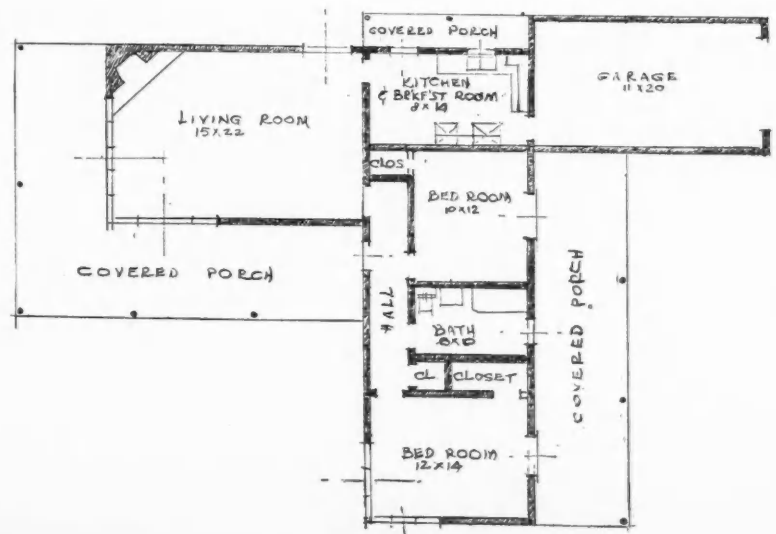 COVERED PORCH
GARAGE
11 X 20
KITCHEN
& BRKF'ST ROOM
8 X 14
LIVING ROOM
15 X 22
CLOS
BED ROOM
10 X 12
COVERED PORCH
HALL
BATH
COVERED PORCH
CL.
CLOSET
BED ROOM
12 X 14